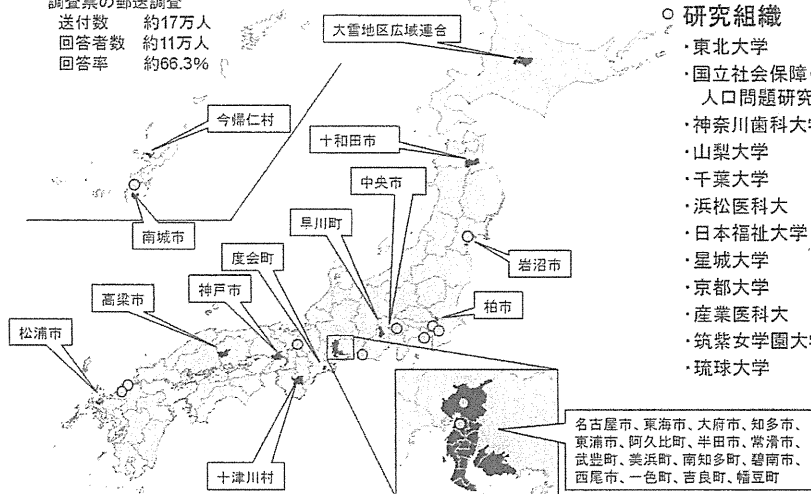 調査票の郵送調査
送付数 約17万人
回答者数 約11万人
回答率 約66.3%
大雪地区広域連合
今帰仁村
十和田市
中央市
南城市
早川町
度会町
岩沼市
高梁市
神戸市
柏市
松浦市
十津川村
名古屋市、東海市、大府市、知多市、
東浦市、阿久比町、半田市、常滑市、
武豊町、美浜町、南知多町、碧南市、
西尾市、一色町、吉良町、幡豆町
○ 研究組織
・東北大学
・国立社会保障
人口問題研究
・神奈川歯科大学
・山梨大学
・千葉大学
・浜松医科大
・日本福祉大学
・星城大学
・京都大学
・産業医科大
・筑紫女学園大学
・琉球大学